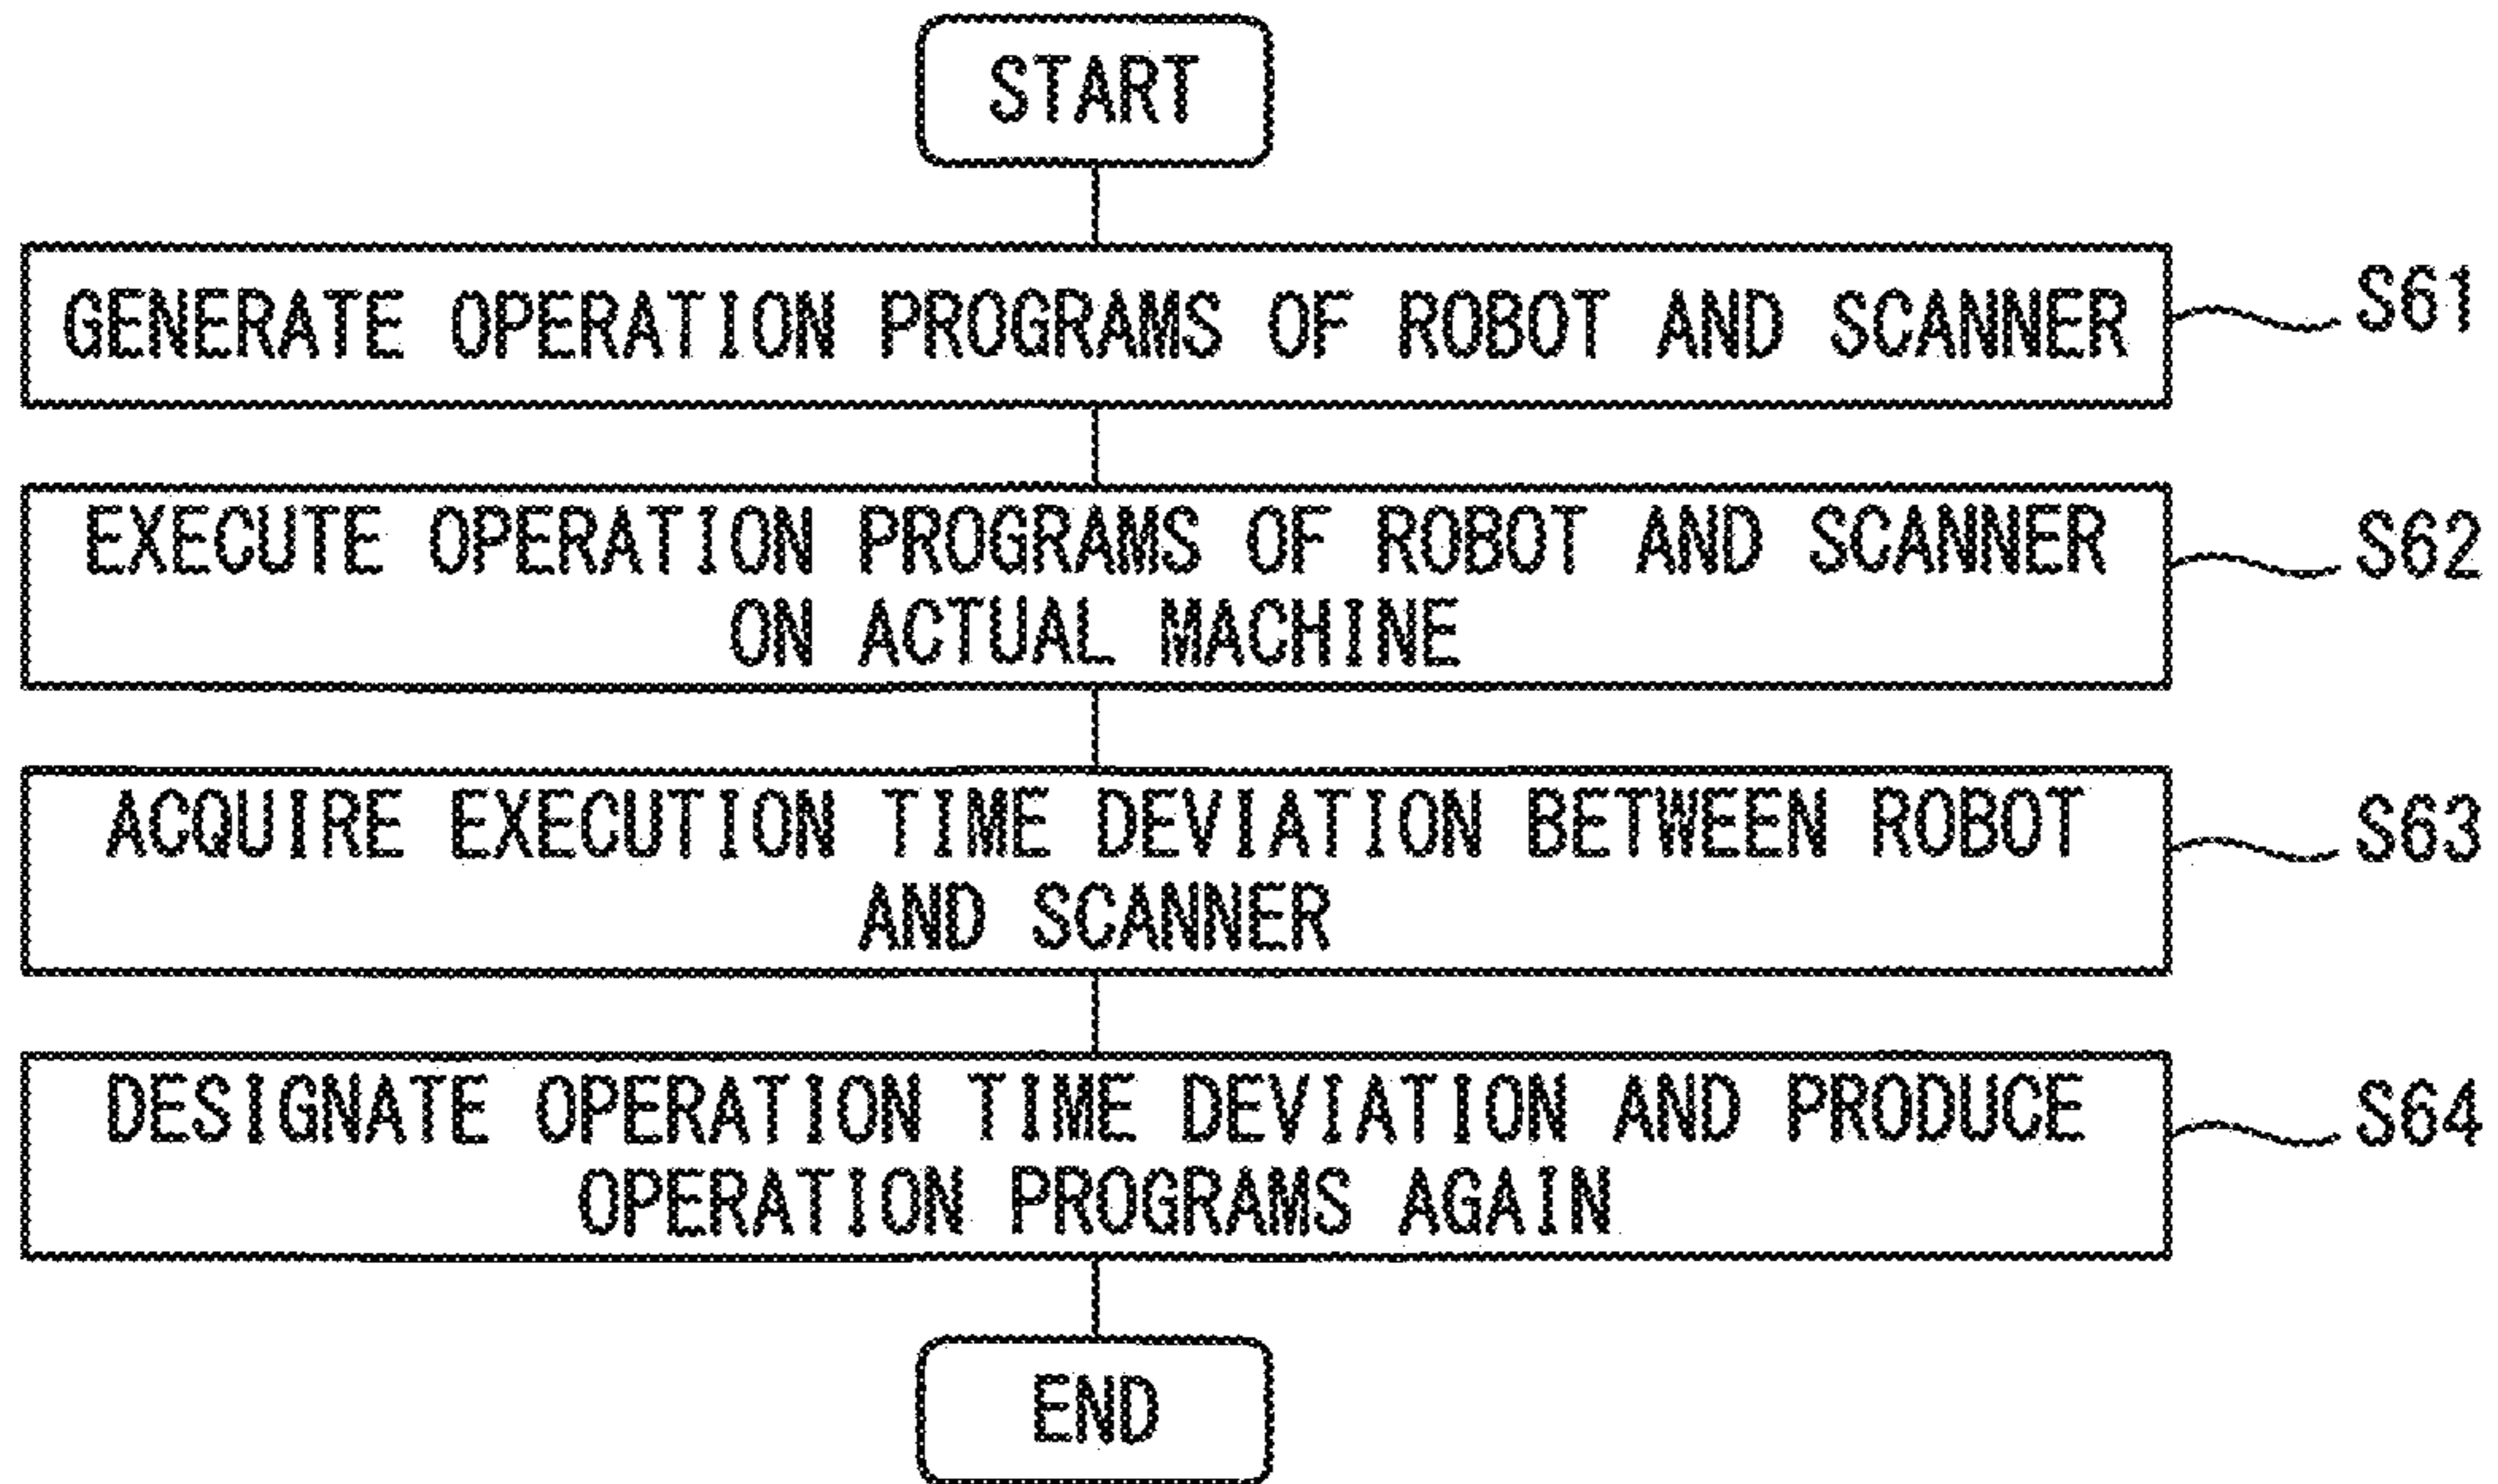 START
GENERATE OPERATION PROGRAMS OF ROBOT AND SCANNER
S61
EXECUTE OPERATION PROGRAMS OF ROBOT AND SCANNER
ON ACTUAL MACHINE
S62
ACQUIRE EXECUTION TIME DEVIATION BETWEEN ROBOT
AND SCANNER
S63
DESIGNATE OPERATION TIME DEVIATION AND PRODUCE
OPERATION PROGRAMS AGAIN
S64
END